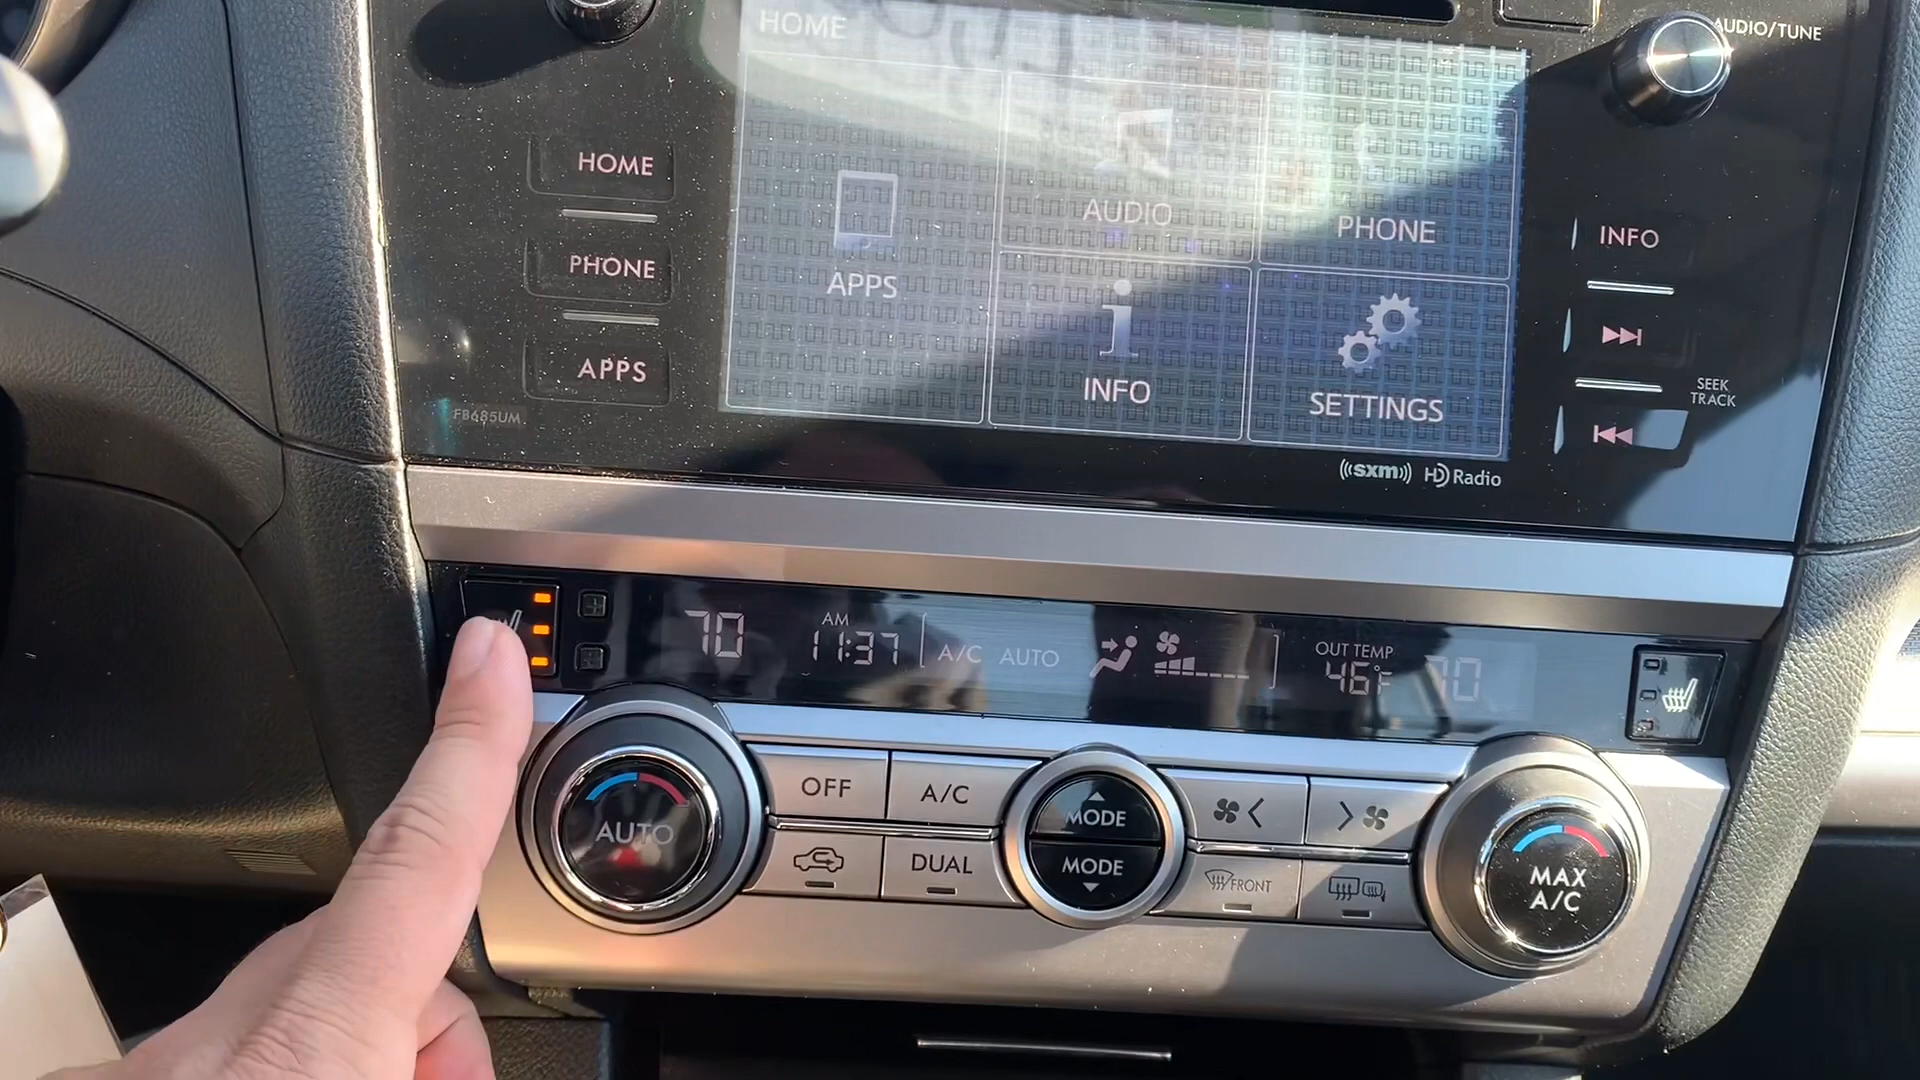 HOME
AUDIO/TUNE
HOME
PHONE
APPS
FB685UM
APPS
AUDIO
PHONE
INFO
SETTINGS
INFO
SEEK
TRACK
((sxm)) HD Radio
70
AM
11:37
A/C AUTO
OUT TEMP
46°F
70
AUTO
OFF
A/C
DUAL
MODE
MODE
FRONT
MAX
A/C